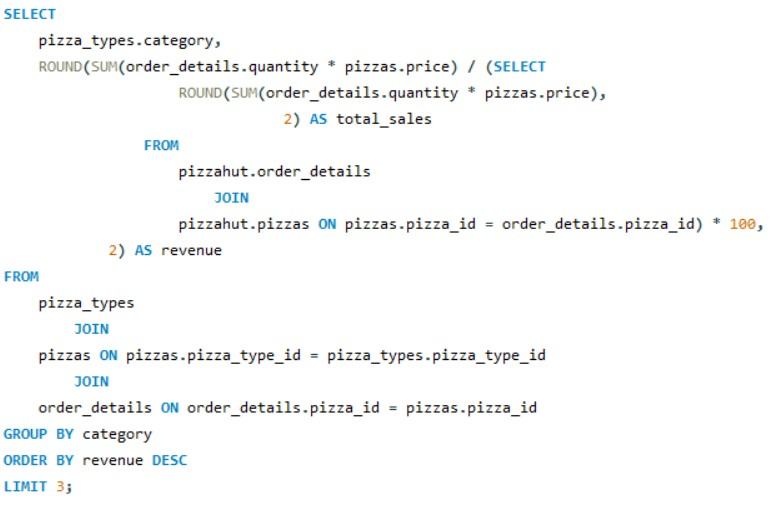 SELECT
pizza_types.category,
ROUND(SUM(order_details.quantity * pizzas.price) / (SELECT
ROUND(SUM(order_details.quantity * pizzas.price),
2) AS total_sales
FROM
pizzahut.order_details
JOIN
pizzahut.pizzas ON pizzas.pizza_id = order_details.pizza_id) * 100,
2) AS revenue
FROM
pizza_types
JOIN
pizzas ON pizzas.pizza_type_id = pizza_types.pizza_type_id
JOIN
order_details ON order_details.pizza_id = pizzas.pizza_id
GROUP BY category
ORDER BY revenue DESC
LIMIT 3;